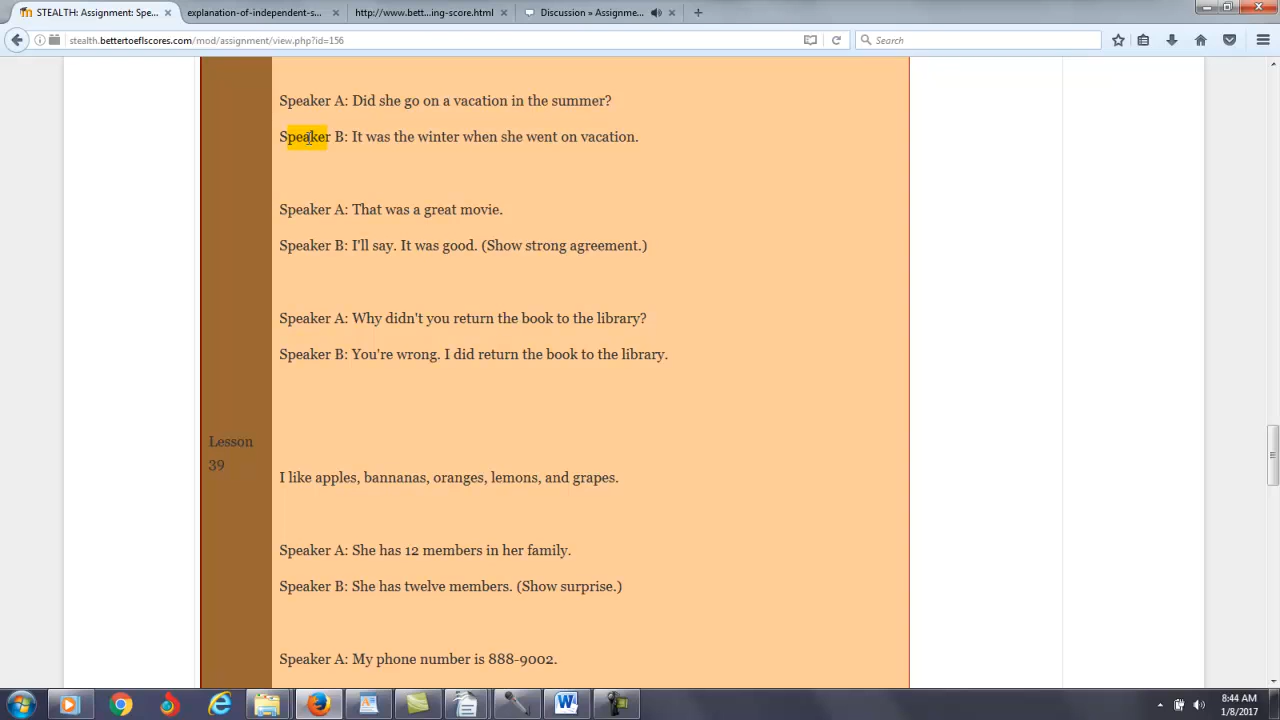 STEALTH: Assignment: Spe...
explanation-of-independent-s...
http://www.bett...ing-score.html
Discussion » Assignme...
stealth.bettertoeflscores.com/mod/assignment/view.php?id=156
Search
Speaker A: Did she go on a vacation in the summer?
Speaker B: It was the winter when she went on vacation.
Speaker A: That was a great movie.
Speaker B: I'll say. It was good. (Show strong agreement.)
Speaker A: Why didn't you return the book to the library?
Speaker B: You're wrong. I did return the book to the library.
Lesson
39
I like apples, bannanas, oranges, lemons, and grapes.
Speaker A: She has 12 members in her family.
Speaker B: She has twelve members. (Show surprise.)
Speaker A: My phone number is 888-9002.
8:44 AM
1/8/2017